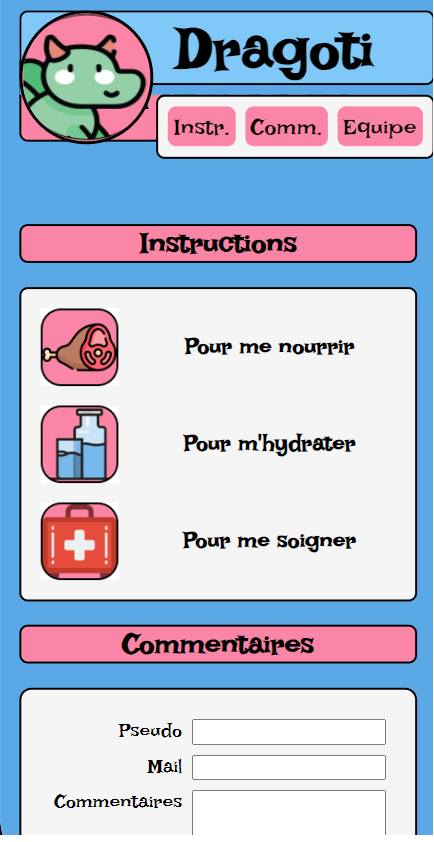 Dragoti
Instr. Comm. Equipe
Instructions
Pour me nourrir
Pour m'hydrater
Pour me soigner
Commentaires
Pseudo
Mail
Commentaires